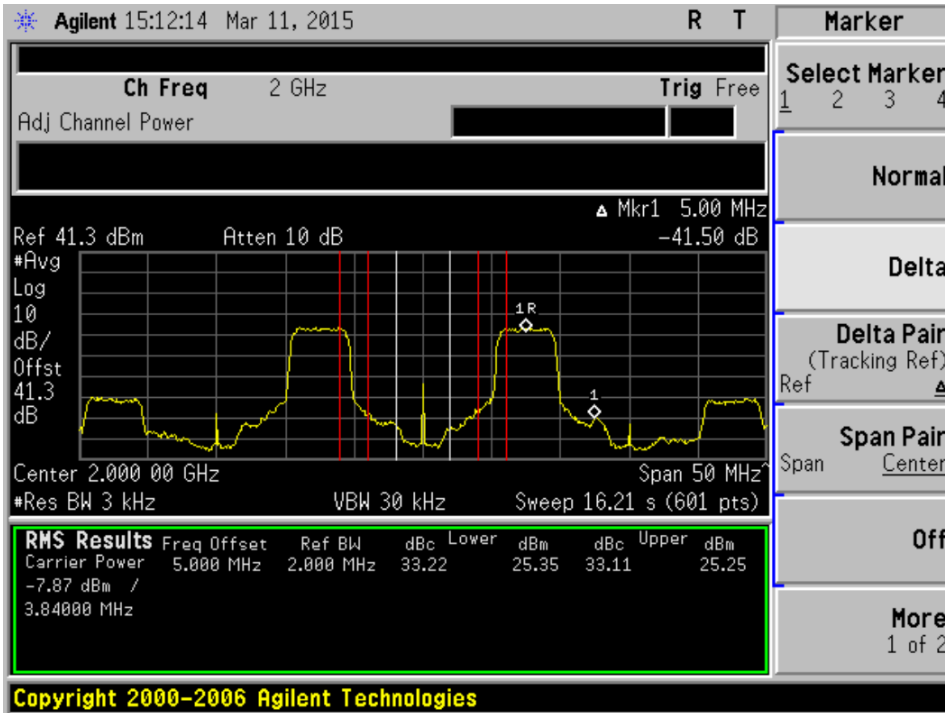 Agilent 15:12:14 Mar 11, 2015 R T
Marker
Ch Freq 2 GHz Trig Free
Adj Channel Power
Select Marker
1 2 3 4
Normal
Delta
Delta Pair
(Tracking Ref)
Ref Δ
Span Pair
Span Center
Off
More
1 of 2
Δ Mkr1 5.00 MHz
Ref 41.3 dBm Atten 10 dB -41.50 dB
#Avg
Log
10
dB/
Offst
41.3
dB
1R
1
Center 2.000 00 GHz Span 50 MHz^
#Res BW 3 kHz VBW 30 kHz Sweep 16.21 s (601 pts)
RMS Results Freq Offset Ref BW dBc Lower dBm dBc Upper dBm
Carrier Power 5.000 MHz 2.000 MHz 33.22 25.35 33.11 25.25
-7.87 dBm /
3.84000 MHz
Copyright 2000-2006 Agilent Technologies